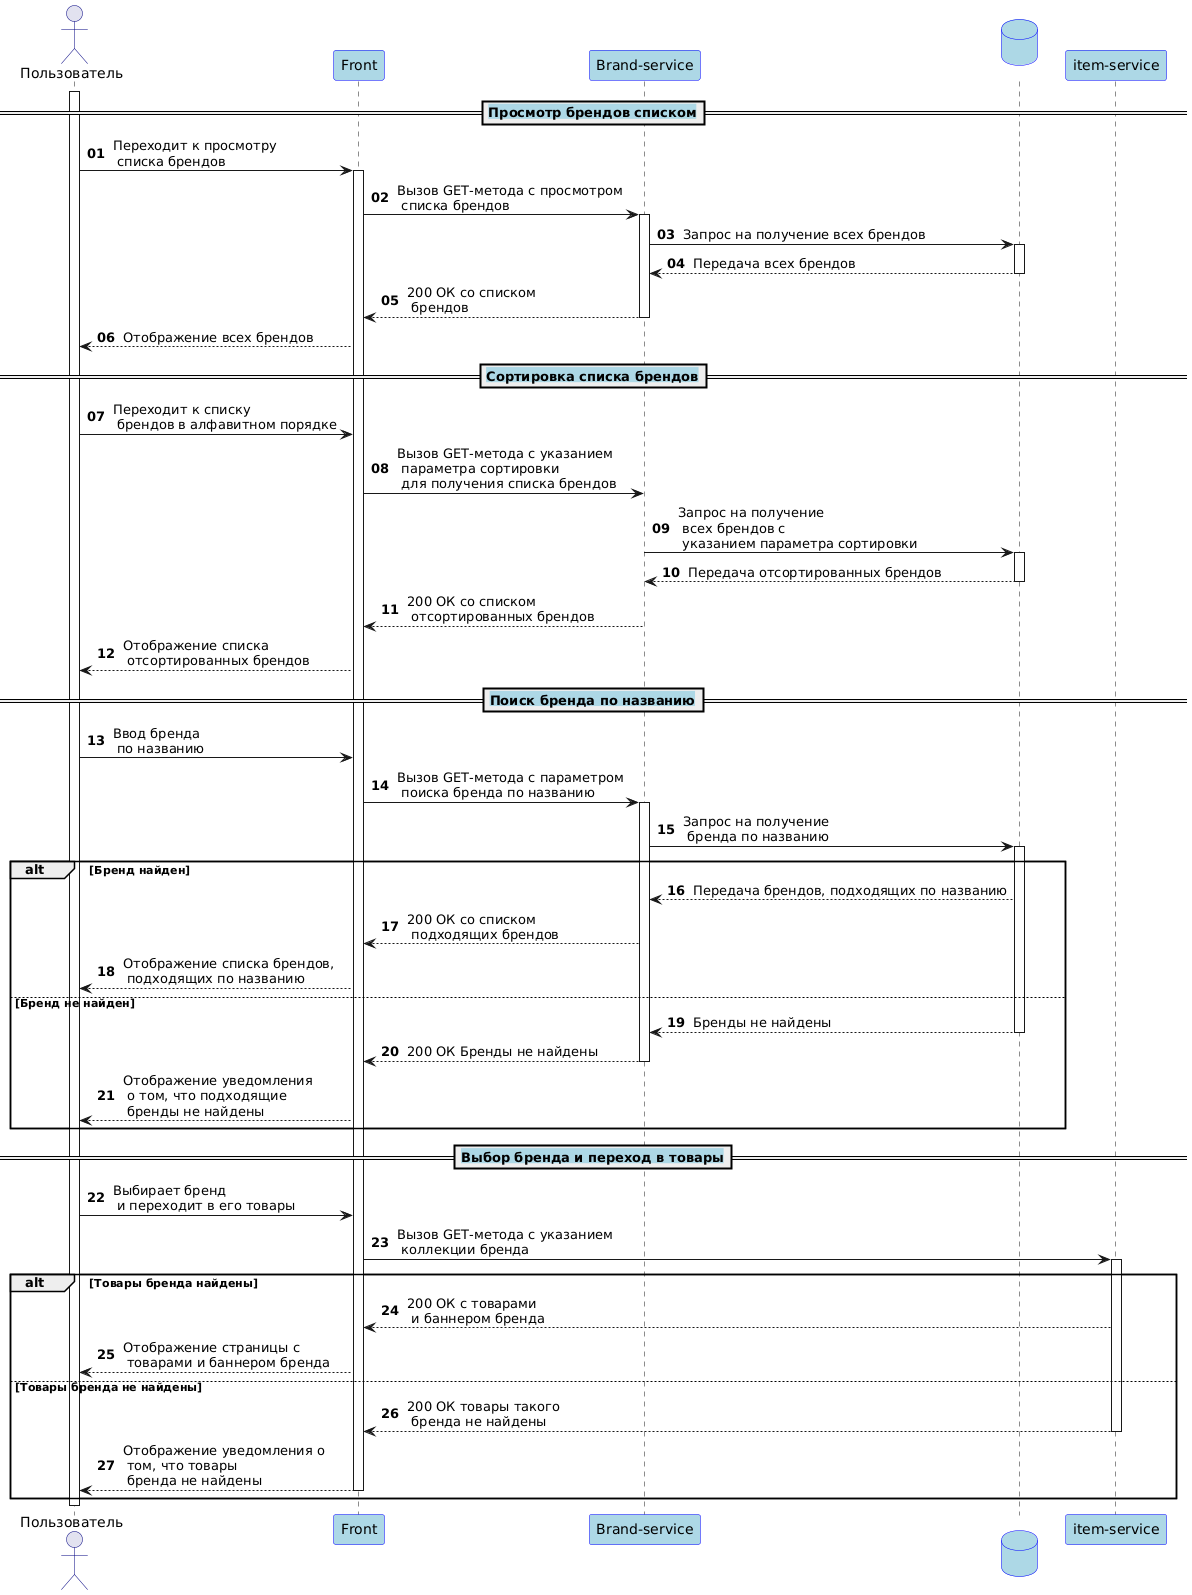 Пользователь
Front
Brand-service
item-service
Просмотр брендов списком
01 Переходит к просмотру
списка брендов
02 Вызов GET-метода с просмотром
списка брендов
03 Запрос на получение всех брендов
04 Передача всех брендов
05 200 ОК со списком
брендов
06 Отображение всех брендов
Сортировка списка брендов
07 Переходит к списку
брендов в алфавитном порядке
08 Вызов GET-метода с указанием
параметра сортировки
для получения списка брендов
09 Запрос на получение
всех брендов с
указанием параметра сортировки
10 Передача отсортированных брендов
11 200 ОК со списком
отсортированных брендов
12 Отображение списка
отсортированных брендов
Поиск бренда по названию
13 Ввод бренда
по названию
14 Вызов GET-метода с параметром
поиска бренда по названию
15 Запрос на получение
бренда по названию
alt [Бренд найден]
16 Передача брендов, подходящих по названию
17 200 ОК со списком
подходящих брендов
18 Отображение списка брендов,
подходящих по названию
[Бренд не найден]
19 Бренды не найдены
20 200 ОК Бренды не найдены
21 Отображение уведомления
о том, что подходящие
бренды не найдены
Выбор бренда и переход в товары
22 Выбирает бренд
и переходит в его товары
23 Вызов GET-метода с указанием
коллекции бренда
alt [Товары бренда найдены]
24 200 ОК с товарами
и баннером бренда
25 Отображение страницы с
товарами и баннером бренда
[Товары бренда не найдены]
26 200 ОК товары такого
бренда не найдены
27 Отображение уведомления о
том, что товары
бренда не найдены
Пользователь
Front
Brand-service
item-service